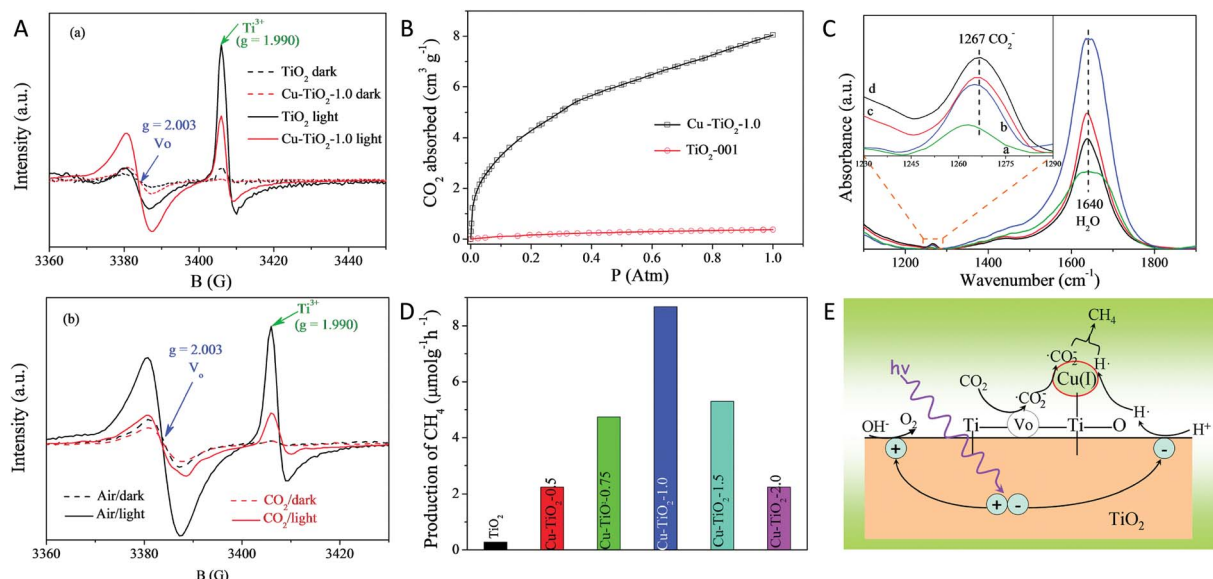 A
(a)
Ti3+
(g = 1.990)
TiO2 dark
Cu-TiO2-1.0 dark
TiO2 light
Cu-TiO2-1.0 light
g = 2.003
Vo
Intensity (a.u.)
3360 3380 3400 3420 3440
B (G)
B
CO2 absorbed (cm3 g-1)
8
6
4
2
0
Cu -TiO2-1.0
TiO2-001
0.0 0.2 0.4 0.6 0.8 1.0
P (Atm)
C
Absorbance (a.u.)
1267 CO2-
d
c
b
a
1230 1245 1260 1275 1290
1640
H2O
1200 1400 1600 1800
Wavenumber (cm-1)
(b)
Ti3+
(g = 1.990)
g = 2.003
Vo
Air/dark
Air/light
CO2/dark
CO2/light
Intensity (a.u.)
3360 3380 3400 3420
B (G)
D
Production of CH4 (μmolg-1h-1)
10
8
6
4
2
0
TiO2
Cu-TiO2-0.5
Cu-TiO-0.75
Cu-TiO2-1.0
Cu-TiO2-1.5
Cu-TiO2-2.0
E
CH4
·CO2-
H·
hv
Cu(I)
CO2
·CO2-
H·
OH-
O2
Ti
Vo
Ti
O
H+
+
-
+
-
TiO2